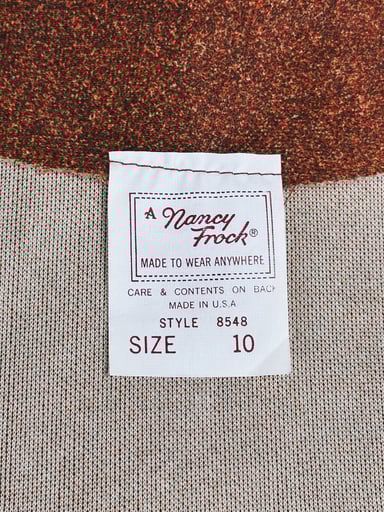 A Nancy
Frock®
MADE TO WEAR ANYWHERE
CARE & CONTENTS ON BACK
MADE IN U.S.A
STYLE 8548
SIZE 10